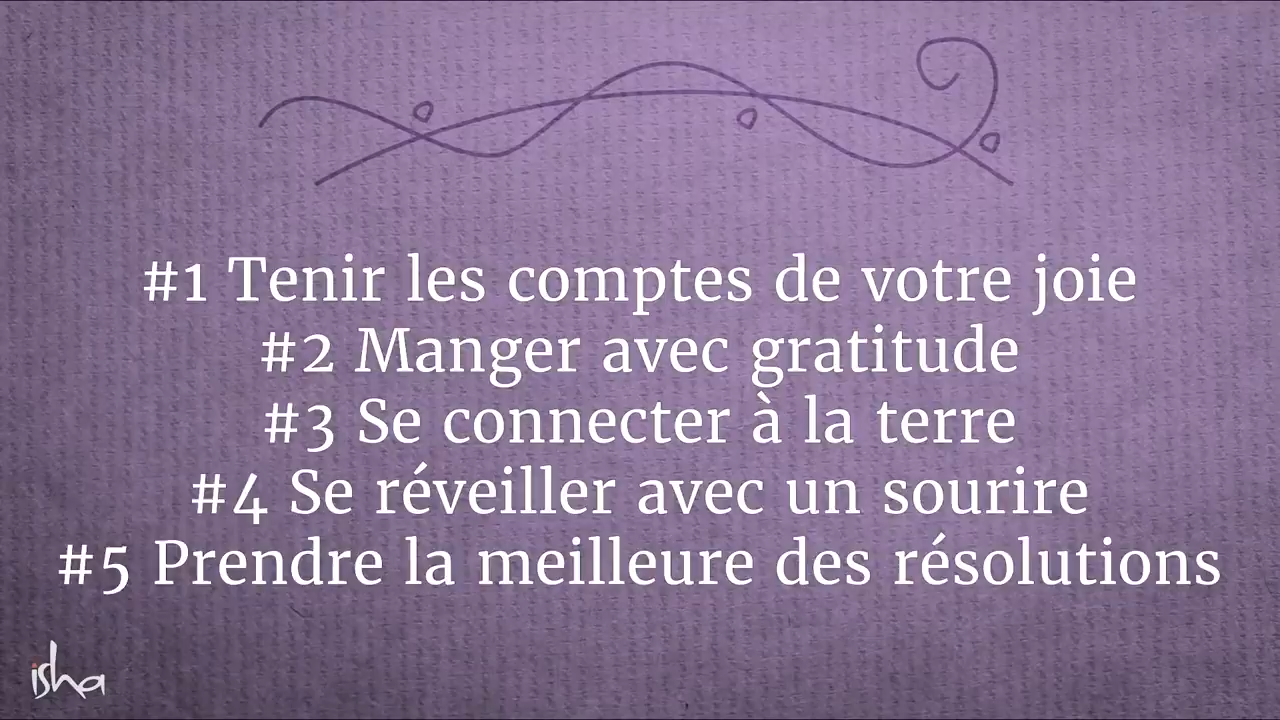 #1 Tenir les comptes de votre joie
#2 Manger avec gratitude
#3 Se connecter à la terre
#4 Se réveiller avec un sourire
#5 Prendre la meilleure des résolutions
isha